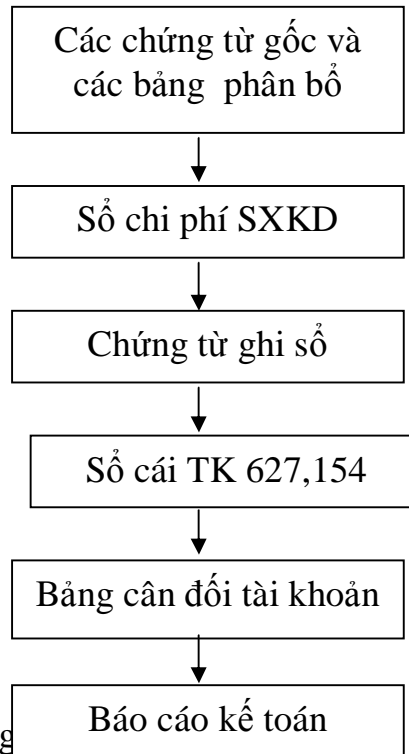 Các chứng từ gốc và
các bảng phân bổ
Sổ chi phí SXKD
Chứng từ ghi sổ
Sổ cái TK 627,154
Bảng cân đối tài khoản
Báo cáo kế toán
g